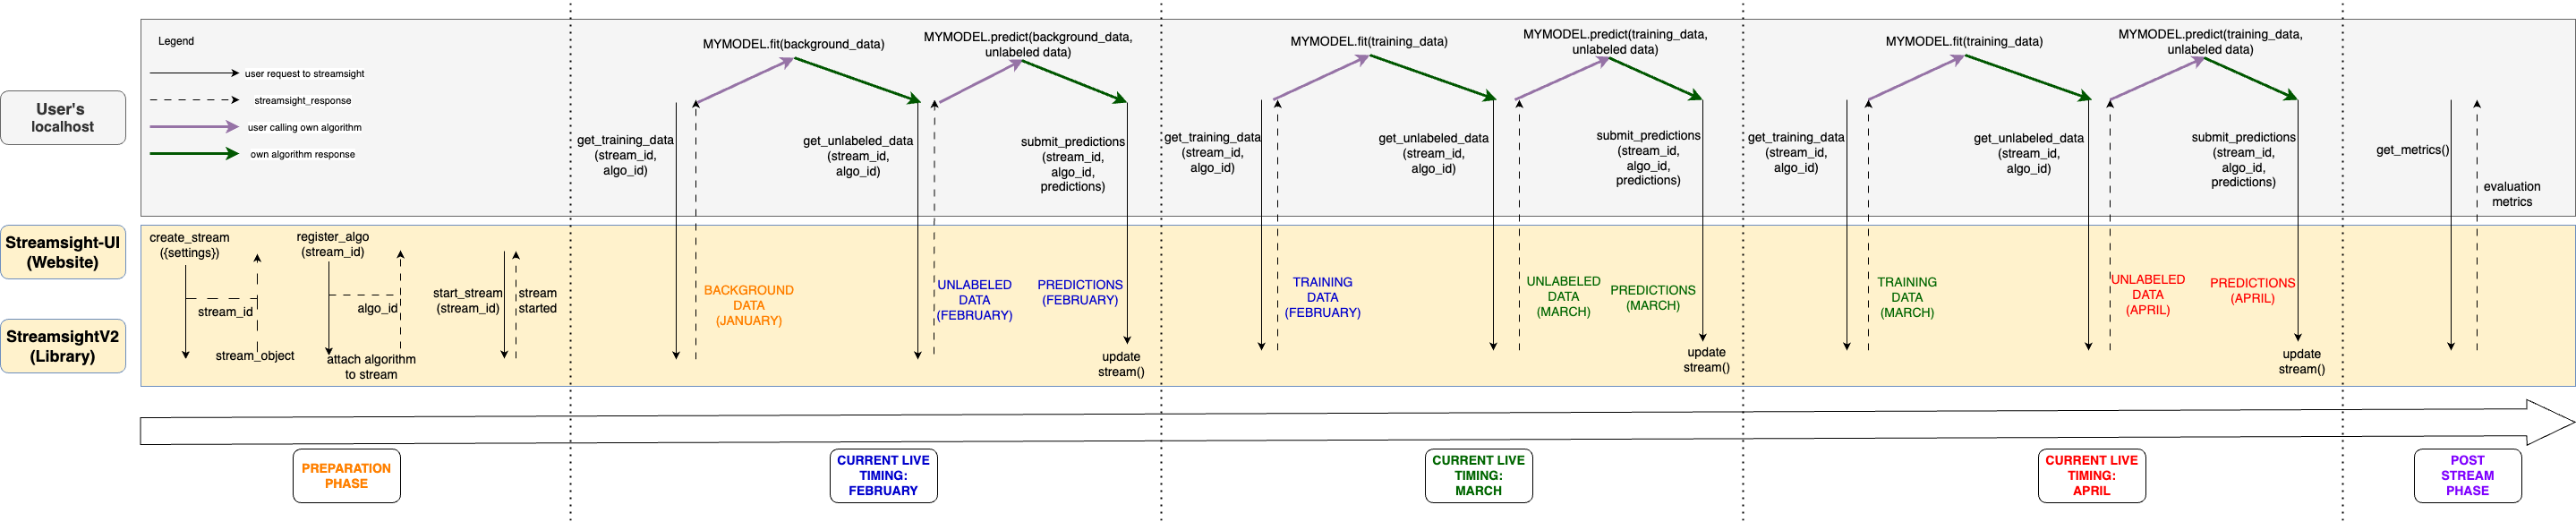 Legend
user request to streamsight
streamsight_response
user calling own algorithm
own algorithm response
User's
localhost
Streamsight-UI
(Website)
StreamsightV2
(Library)
create_stream
({settings})
stream_id
stream_object
register_algo
(stream_id)
algo_id
attach algorithm
to stream
start_stream
(stream_id)
stream
started
MYMODEL.fit(background_data)
MYMODEL.predict(background_data,
unlabeled data)
get_training_data
(stream_id,
algo_id)
get_unlabeled_data
(stream_id,
algo_id)
submit_predictions
(stream_id,
algo_id,
predictions)
BACKGROUND
DATA
(JANUARY)
UNLABELED
DATA
(FEBRUARY)
PREDICTIONS
(FEBRUARY)
update
stream()
MYMODEL.fit(training_data)
MYMODEL.predict(training_data,
unlabeled data)
get_training_data
(stream_id,
algo_id)
get_unlabeled_data
(stream_id,
algo_id)
submit_predictions
(stream_id,
algo_id,
predictions)
TRAINING
DATA
(FEBRUARY)
UNLABELED
DATA
(MARCH)
PREDICTIONS
(MARCH)
update
stream()
MYMODEL.fit(training_data)
MYMODEL.predict(training_data,
unlabeled data)
get_training_data
(stream_id,
algo_id)
get_unlabeled_data
(stream_id,
algo_id)
submit_predictions
(stream_id,
algo_id,
predictions)
TRAINING
DATA
(MARCH)
UNLABELED
DATA
(APRIL)
PREDICTIONS
(APRIL)
update
stream()
get_metrics()
evaluation
metrics
PREPARATION
PHASE
CURRENT LIVE
TIMING:
FEBRUARY
CURRENT LIVE
TIMING:
MARCH
CURRENT LIVE
TIMING:
APRIL
POST
STREAM
PHASE